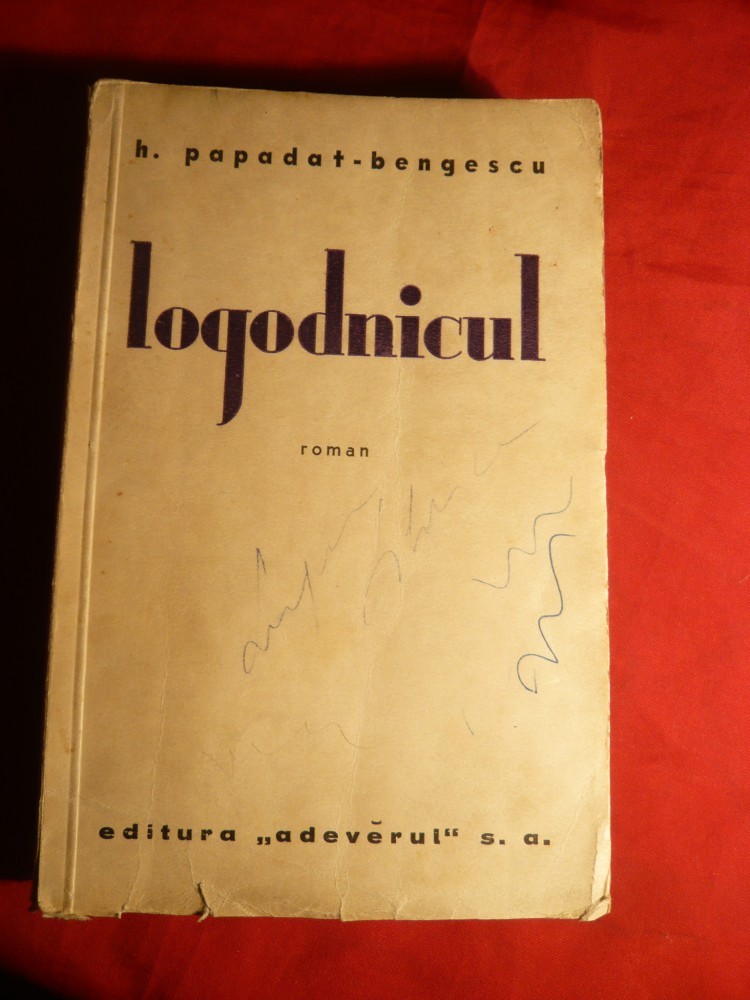 h. papadat-bengescu
logodnicul
roman
editura „adevĕrul“ s. a.